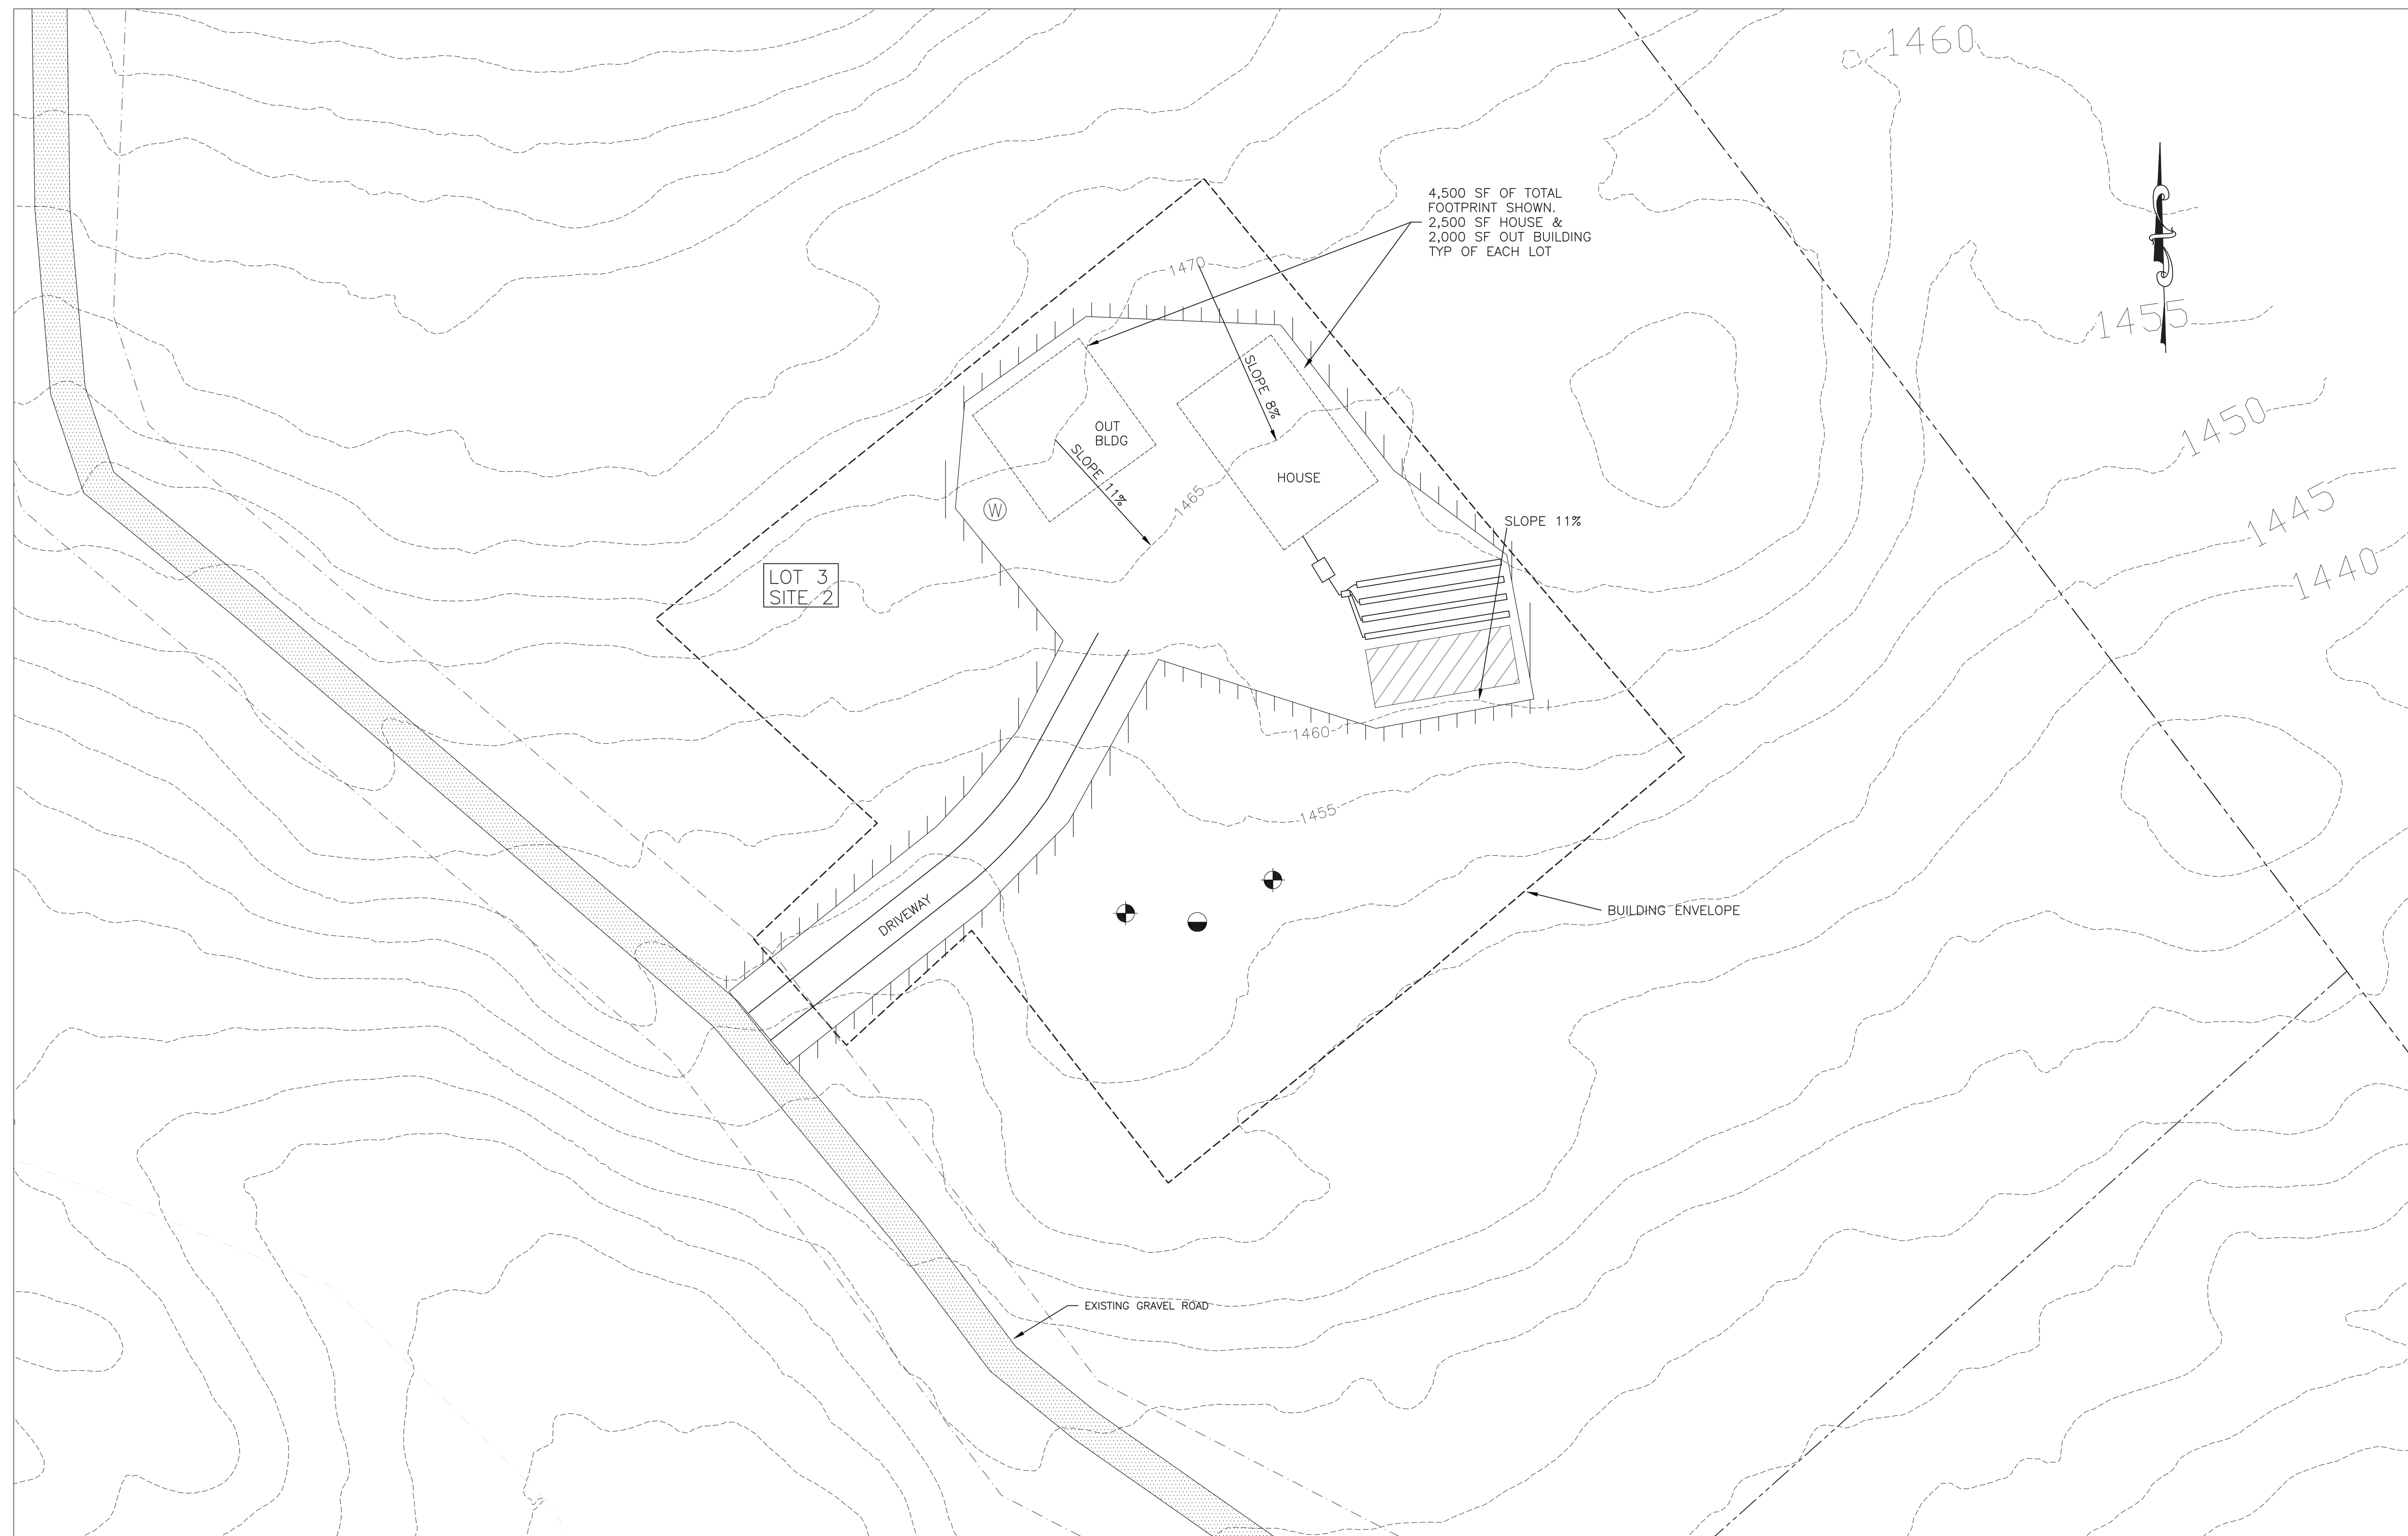 1460
4,500 SF OF TOTAL
FOOTPRINT SHOWN.
2,500 SF HOUSE &
2,000 SF OUT BUILDING
TYP OF EACH LOT
1470
1455
SLOPE 8%
OUT
BLDG
1450
SLOPE 11%
HOUSE
1465
W
SLOPE 11%
1445
LOT 3
SITE 2
1440
1460
1455
DRIVEWAY
BUILDING ENVELOPE
EXISTING GRAVEL ROAD